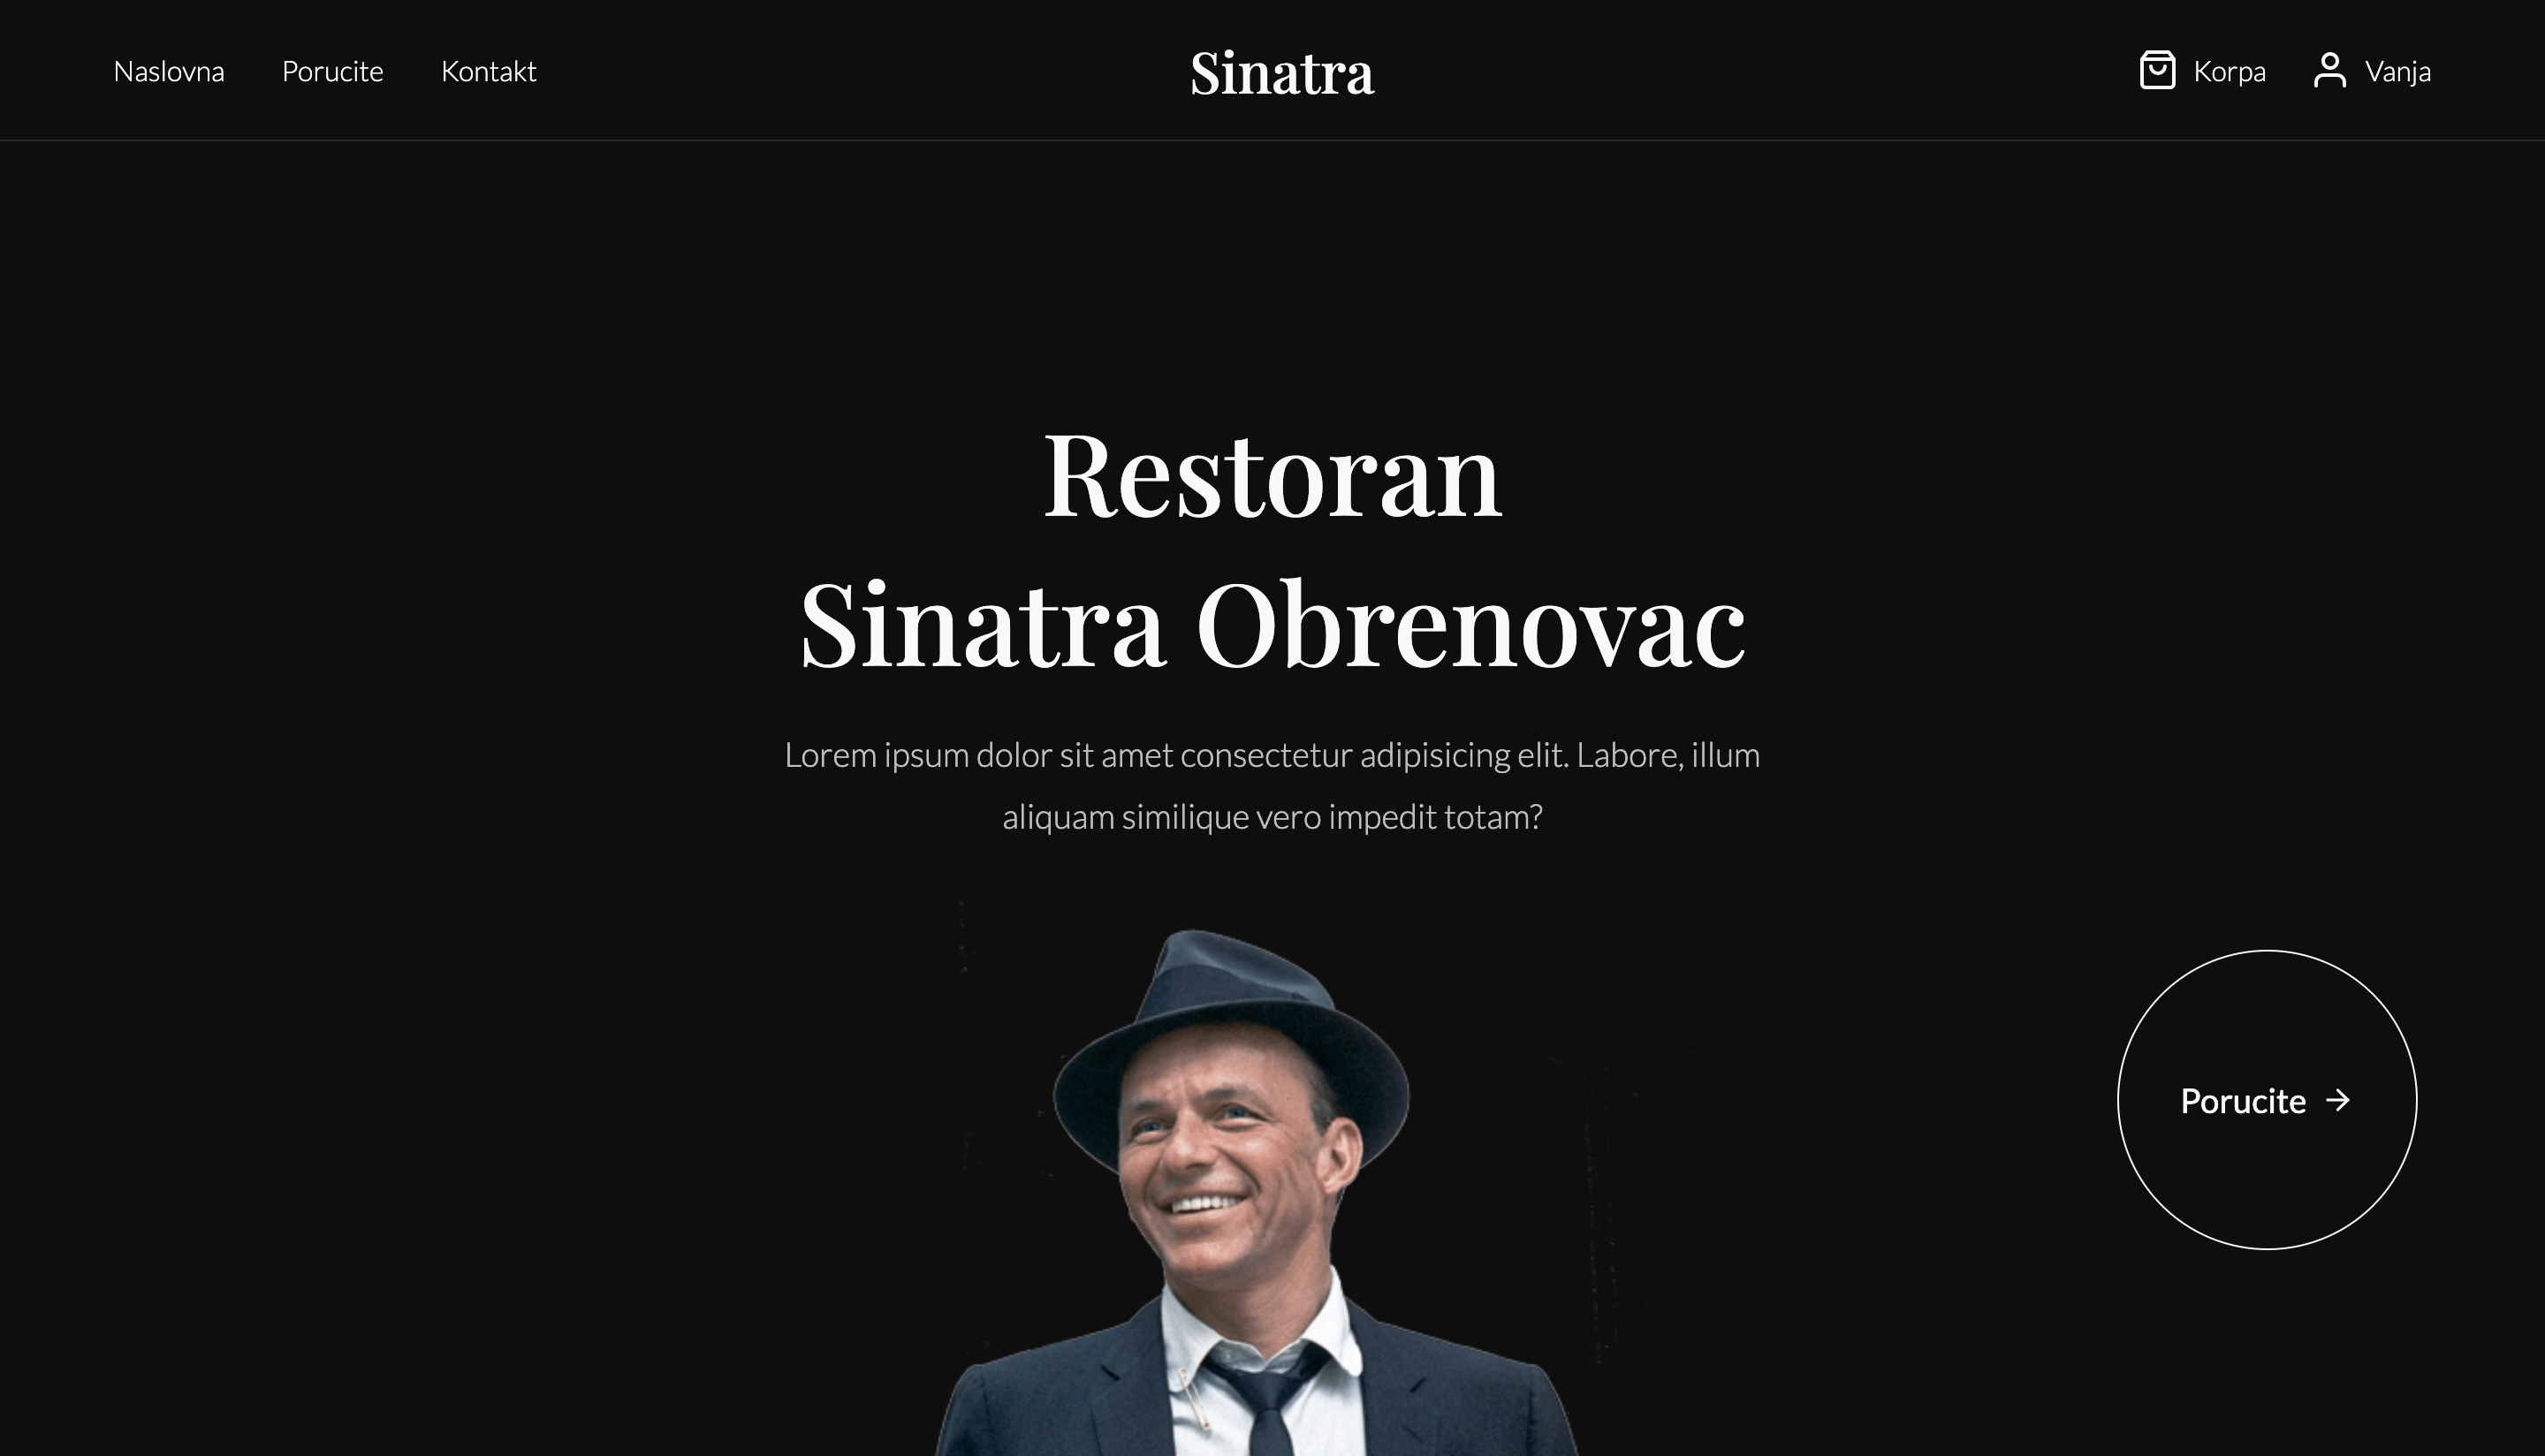 Naslovna
Porucite
Kontakt
Sinatra
Korpa
Vanja
Restoran
Sinatra Obrenovac
Lorem ipsum dolor sit amet consectetur adipisicing elit. Labore, illum
aliquam similique vero impedit totam?
Porucite